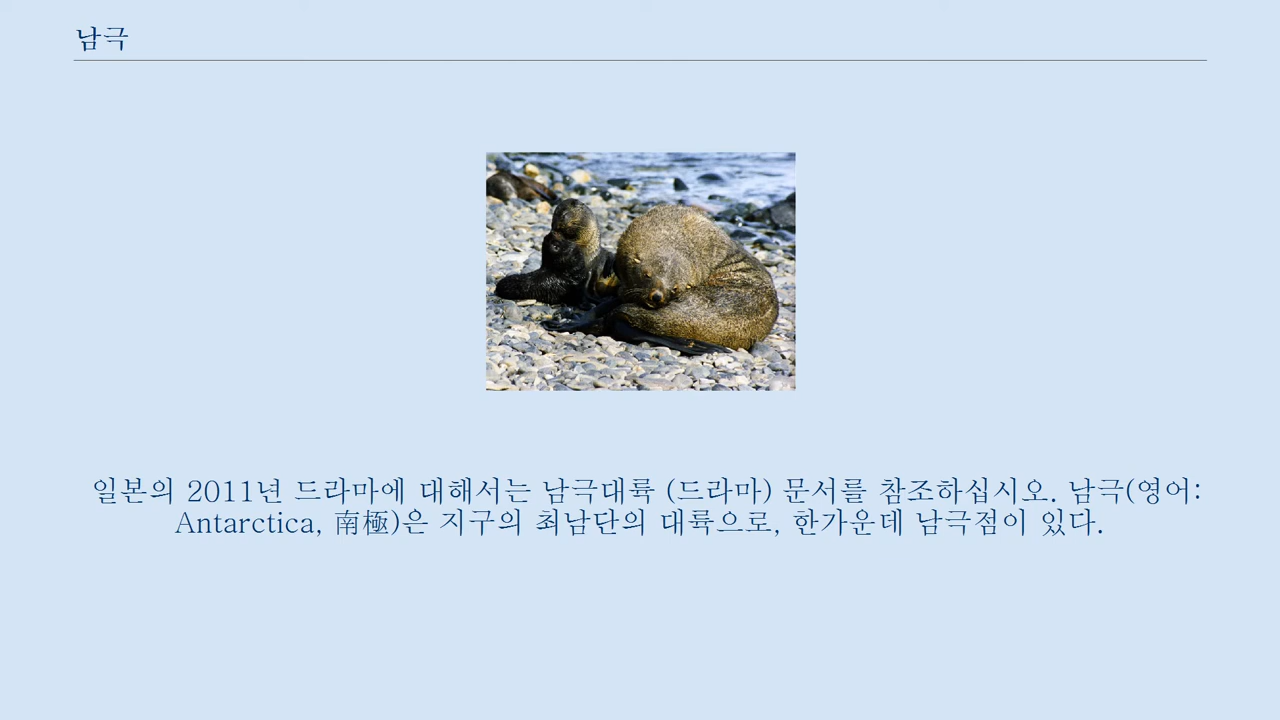 남극
일본의 2011년 드라마에 대해서는 남극대륙 (드라마) 문서를 참조하십시오. 남극(영어:
Antarctica, 南極)은 지구의 최남단의 대륙으로, 한가운데 남극점이 있다.